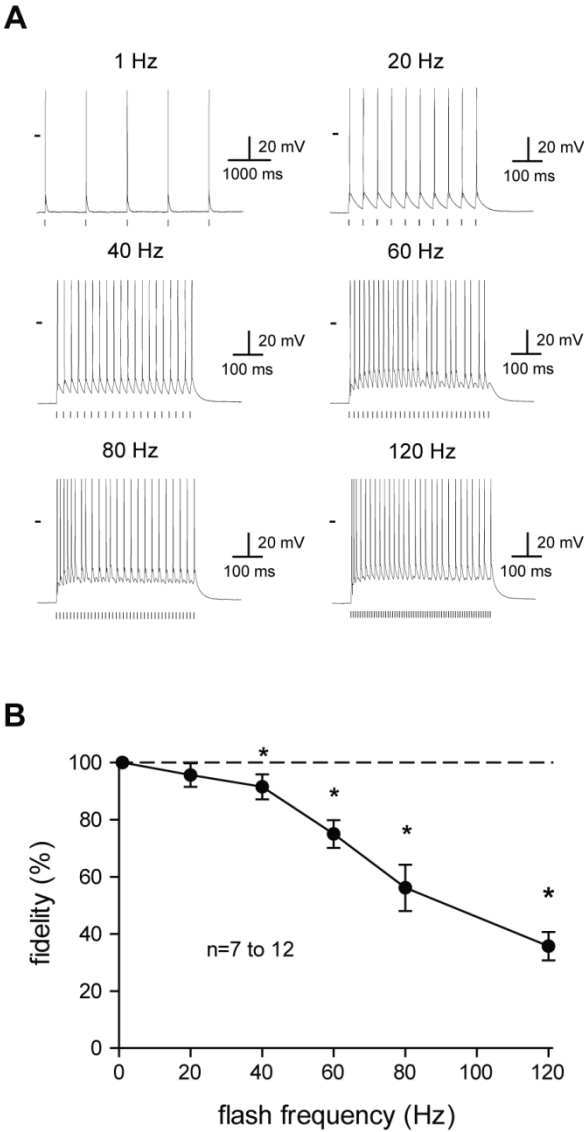 A
1 Hz
20 Hz
20 mV
1000 ms
20 mV
100 ms
40 Hz
60 Hz
20 mV
100 ms
20 mV
100 ms
80 Hz
120 Hz
20 mV
100 ms
20 mV
100 ms
B
100
80
60
40
20
0
fidelity (%)
* * * *
n=7 to 12
0 20 40 60 80 100 120
flash frequency (Hz)